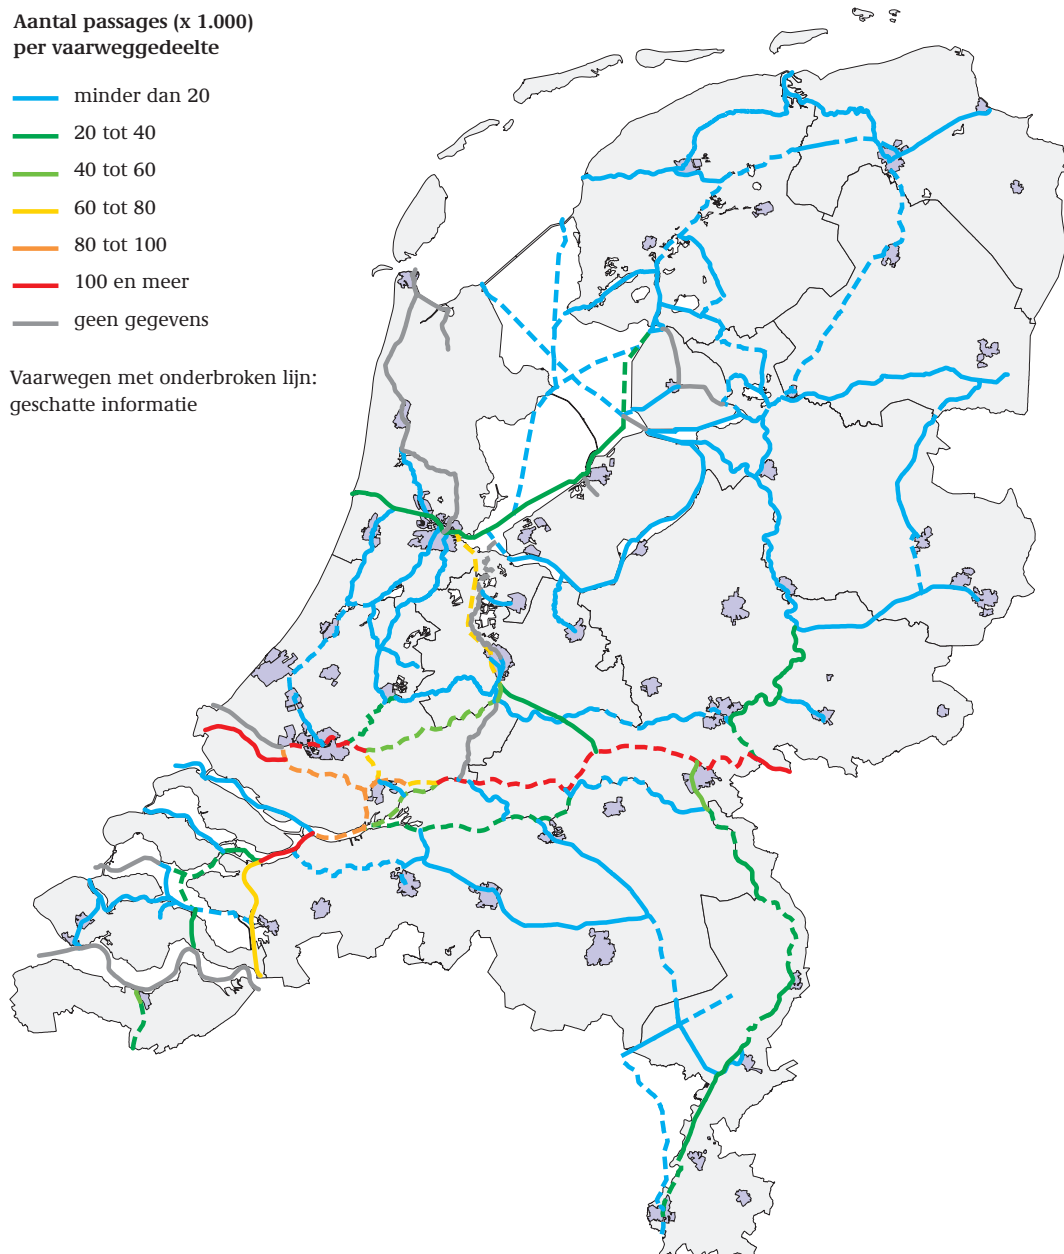 Aantal passages (x 1.000)
per vaarweggedeelte
minder dan 20
20 tot 40
40 tot 60
60 tot 80
80 tot 100
100 en meer
geen gegevens
Vaarwegen met onderbroken lijn:
geschatte informatie